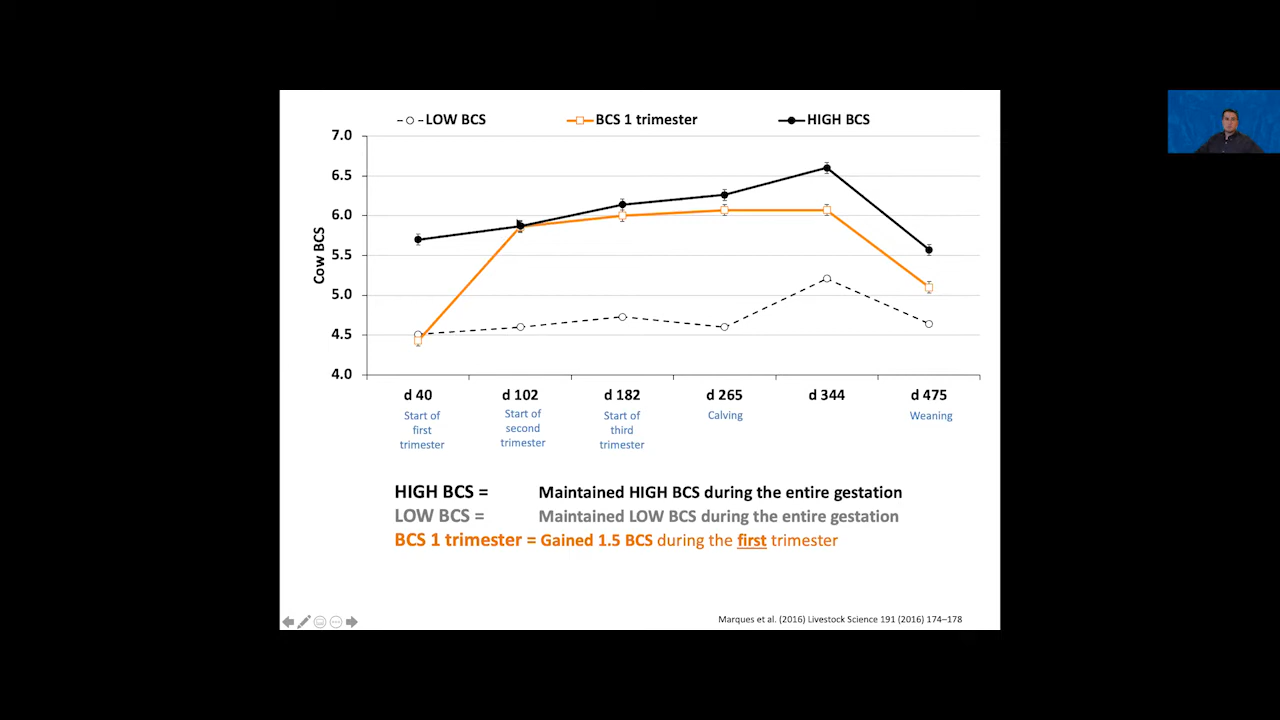 LOW BCS BCS 1 trimester HIGH BCS
7.0
6.5
6.0
5.5
5.0
4.5
4.0
Cow BCS
d 40 d 102 d 182 d 265 d 344 d 475
Start of first trimester
Start of second trimester
Start of third trimester
Calving
Weaning
HIGH BCS = Maintained HIGH BCS during the entire gestation
LOW BCS = Maintained LOW BCS during the entire gestation
BCS 1 trimester = Gained 1.5 BCS during the first trimester
Marques et al. (2016) Livestock Science 191 (2016) 174–178